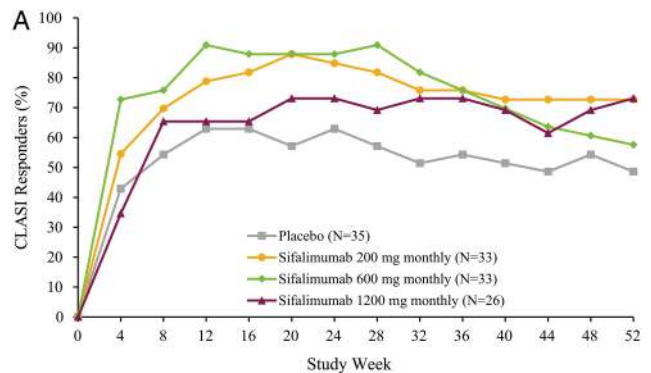 A
100
90
80
70
60
50
40
30
20
10
0
CLASI Responders (%)
Placebo (N=35)
Sifalimumab 200 mg monthly (N=33)
Sifalimumab 600 mg monthly (N=33)
Sifalimumab 1200 mg monthly (N=26)
0 4 8 12 16 20 24 28 32 36 40 44 48 52
Study Week